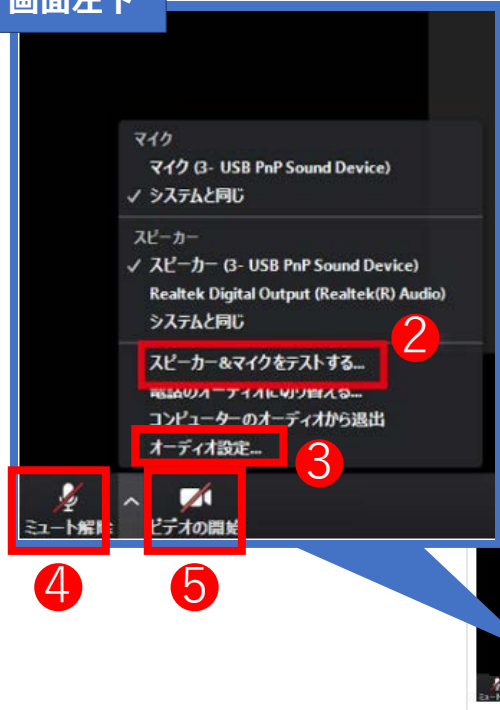 画面左下
マイク
マイク (3- USB PnP Sound Device)
✓ システムと同じ
スピーカー
✓ スピーカー (3- USB PnP Sound Device)
Realtek Digital Output (Realtek(R) Audio)
システムと同じ
スピーカー&マイクをテストする...
2
電話のオーディオに切り替える...
コンピューターのオーディオから退出
オーディオ設定...
3
ミュート解除
ビデオの開始
4
5